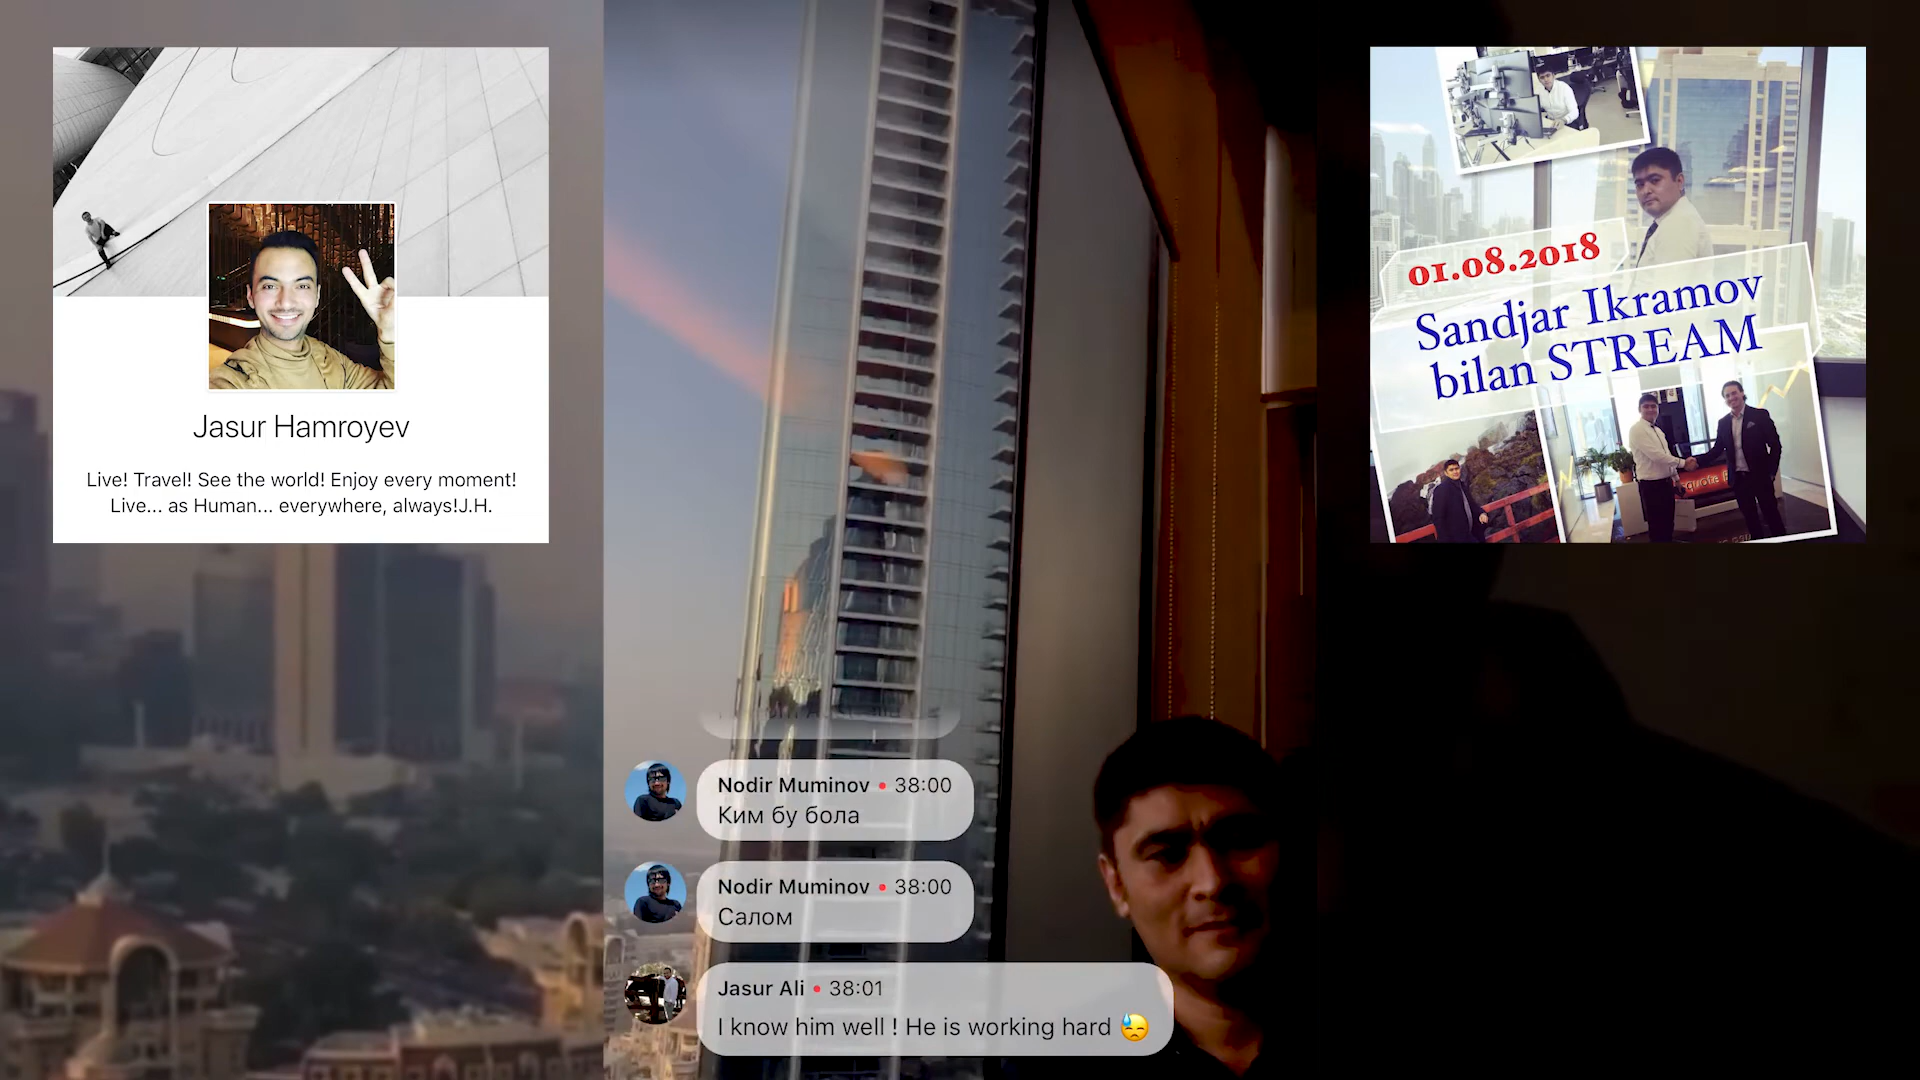 Jasur Hamroyev
Live! Travel! See the world! Enjoy every moment!
Live... as Human... everywhere, always!J.H.
Nodir Muminov • 38:00
Ким бу бола
Nodir Muminov • 38:00
Салом
Jasur Ali • 38:01
I know him well ! He is working hard 😓
01.08.2018
Sandjar Ikramov
bilan STREAM